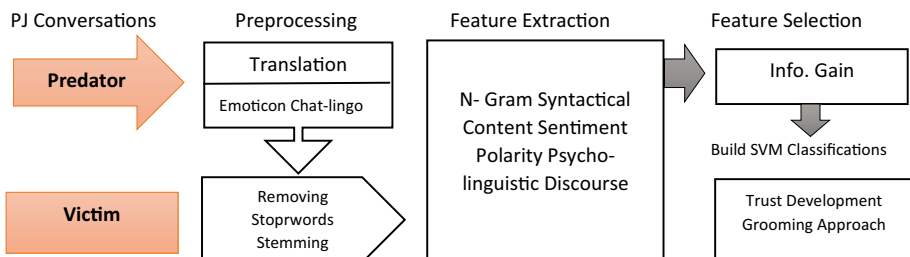 PJ Conversations
Preprocessing
Feature Extraction
Feature Selection
Predator
Translation
Emoticon Chat-lingo
N- Gram Syntactical
Content Sentiment
Polarity Psycho-
linguistic Discourse
Info. Gain
Build SVM Classifications
Victim
Removing
Stoprwords
Stemming
Trust Development
Grooming Approach